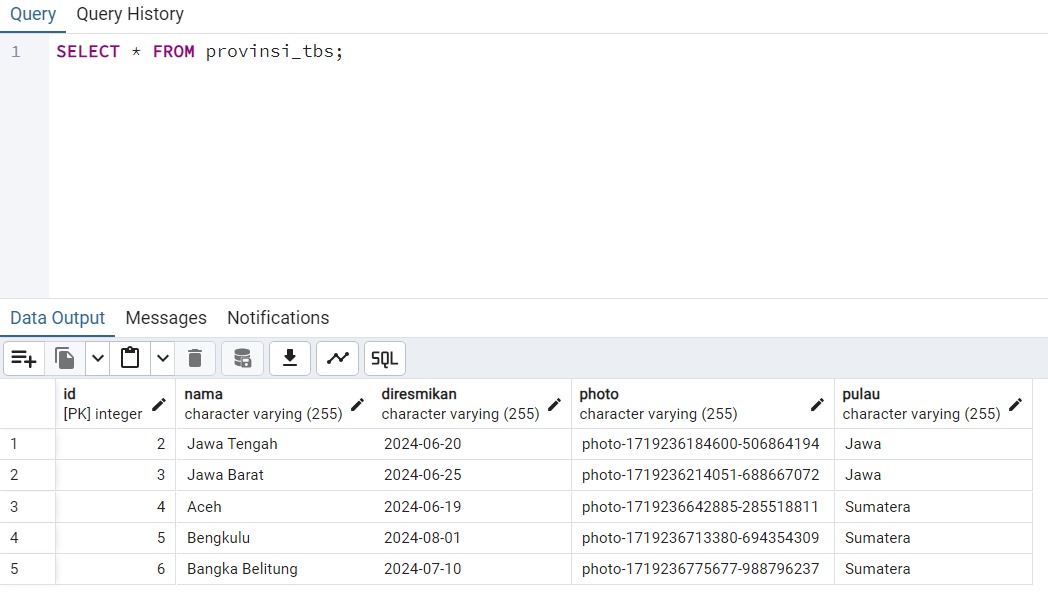 Query Query History
1 SELECT * FROM provinsi_tbs;
Data Output Messages Notifications
SQL
id nama diresmikan photo pulau
[PK] integer character varying (255) character varying (255) character varying (255) character varying (255)
1 2 Jawa Tengah 2024-06-20 photo-1719236184600-506864194 Jawa
2 3 Jawa Barat 2024-06-25 photo-1719236214051-688667072 Jawa
3 4 Aceh 2024-06-19 photo-1719236642885-285518811 Sumatera
4 5 Bengkulu 2024-08-01 photo-1719236713380-694354309 Sumatera
5 6 Bangka Belitung 2024-07-10 photo-1719236775677-988796237 Sumatera